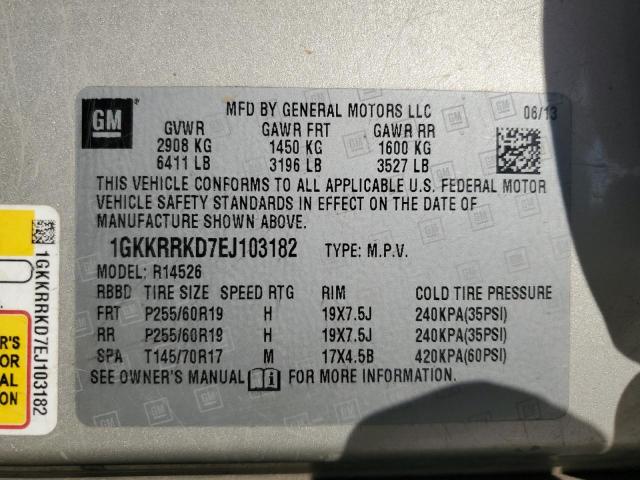 GM
MFD BY GENERAL MOTORS LLC 06/13
GVWR GAWR FRT GAWR RR
2908 KG 1450 KG 1600 KG
6411 LB 3196 LB 3527 LB
THIS VEHICLE CONFORMS TO ALL APPLICABLE U.S. FEDERAL MOTOR
VEHICLE SAFETY STANDARDS IN EFFECT ON THE DATE OF
MANUFACTURE SHOWN ABOVE.
1GKKRRKD7EJ103182 TYPE: M.P.V.
MODEL: R14526
RBBD TIRE SIZE SPEED RTG RIM COLD TIRE PRESSURE
FRT P255/60R19 H 19X7.5J 240KPA(35PSI)
RR P255/60R19 H 19X7.5J 240KPA(35PSI)
SPA T145/70R17 M 17X4.5B 420KPA(60PSI)
SEE OWNER'S MANUAL FOR ADDITIONAL INFORMATION.
1GKKRRKD7EJ103182
R'S
OR
AL
ON